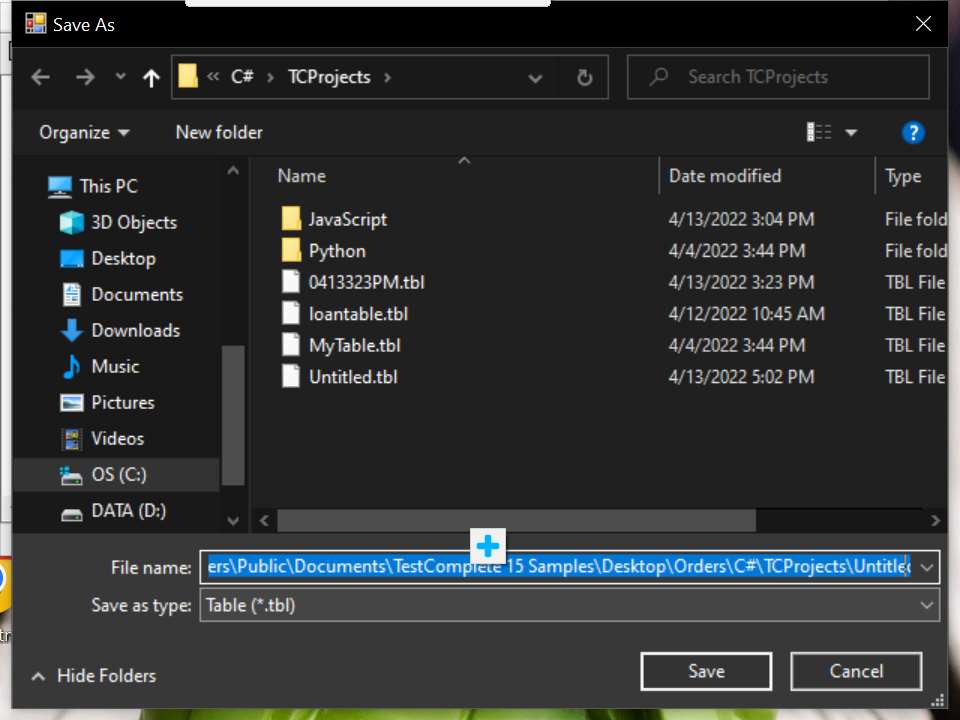 Save As
C# TCProjects
Search TCProjects
Organize New folder
?
Name Date modified Type
This PC
3D Objects
Desktop
Documents
Downloads
Music
Pictures
Videos
OS (C:)
DATA (D:)
JavaScript 4/13/2022 3:04 PM File fold
Python 4/4/2022 3:44 PM File fold
0413323PM.tbl 4/13/2022 3:23 PM TBL File
loantable.tbl 4/12/2022 10:45 AM TBL File
MyTable.tbl 4/4/2022 3:44 PM TBL File
Untitled.tbl 4/13/2022 5:02 PM TBL File
File name: ers\Public\Documents\TestComplete 15 Samples\Desktop\Orders\C#\TCProjects\Untitled
Save as type: Table (*.tbl)
Hide Folders
Save Cancel